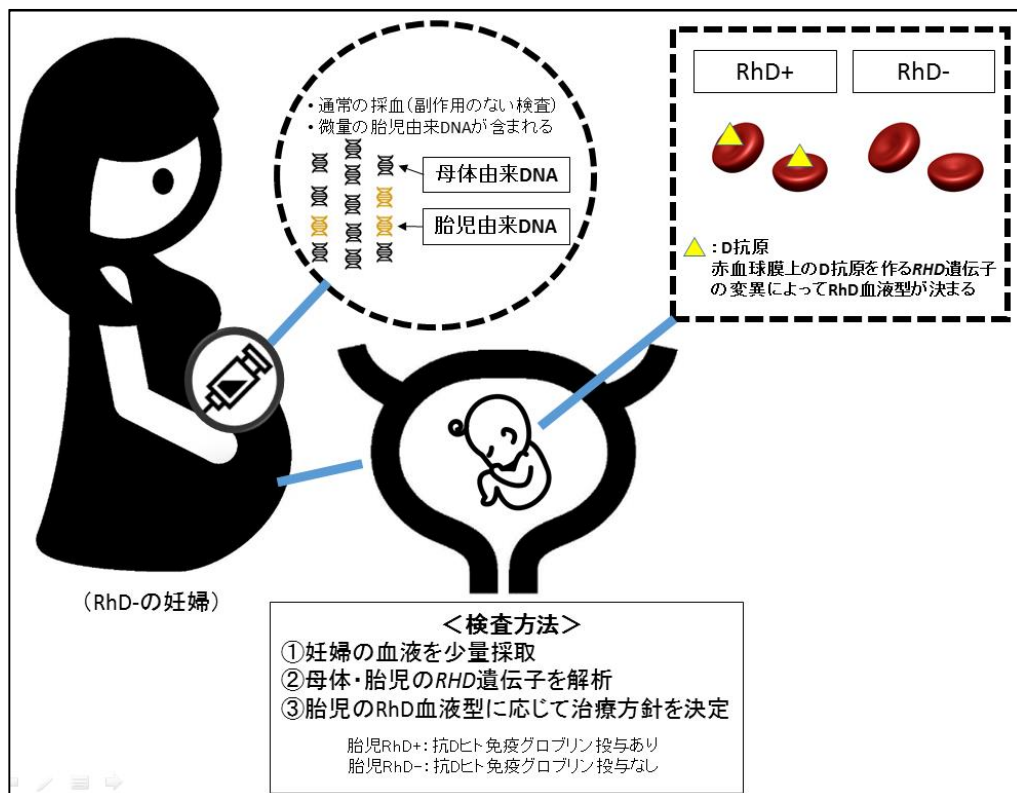 ・通常の採血(副作用のない検査)
・微量の胎児由来DNAが含まれる
母体由来DNA
胎児由来DNA
RhD+
RhD-
:D抗原
赤血球膜上のD抗原を作るRHD遺伝子
の変異によってRhD血液型が決まる
(RhD-の妊婦)
<検査方法>
①妊婦の血液を少量採取
②母体・胎児のRHD遺伝子を解析
③胎児のRhD血液型に応じて治療方針を決定
胎児RhD+:抗Dヒト免疫グロブリン投与あり
胎児RhD−:抗Dヒト免疫グロブリン投与なし